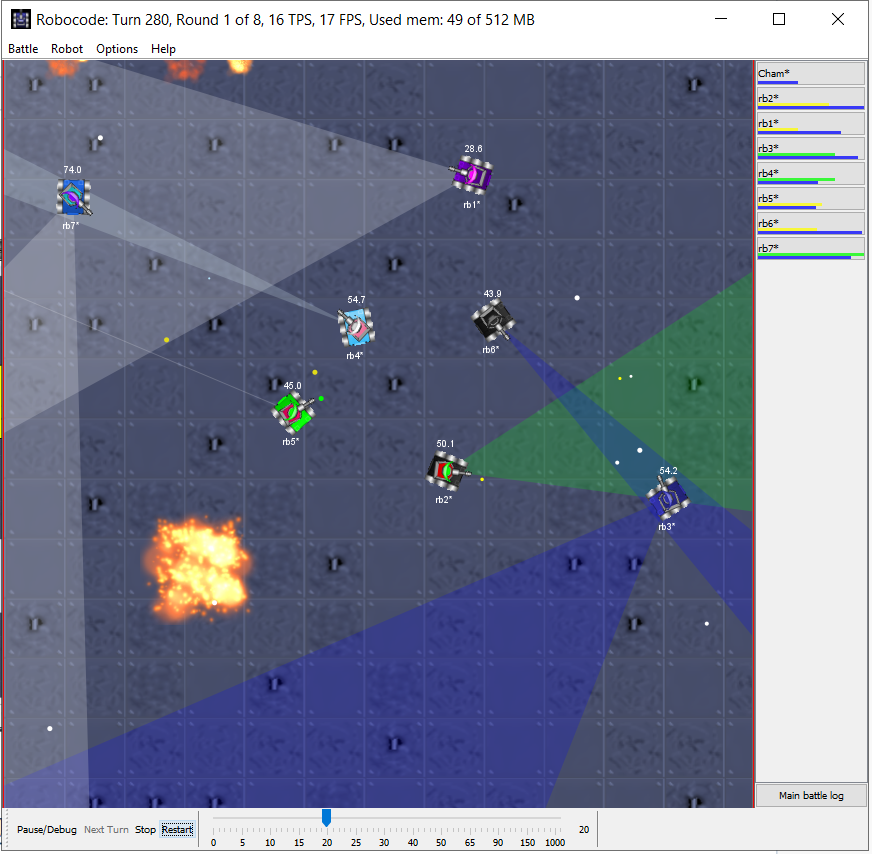 Robocode: Turn 280, Round 1 of 8, 16 TPS, 17 FPS, Used mem: 49 of 512 MB
Battle Robot Options Help
Cham*
rb2*
rb1*
rb3*
rb4*
rb5*
rb6*
rb7*
28.6
rb1*
74.0
rb7*
43.9
rb6*
54.7
rb4*
45.0
rb5*
50.1
rb2*
54.2
rb3*
Main battle log
Pause/Debug Next Turn Stop Restart
0 5 10 15 20 25 30 40 50 65 90 150 1000
20